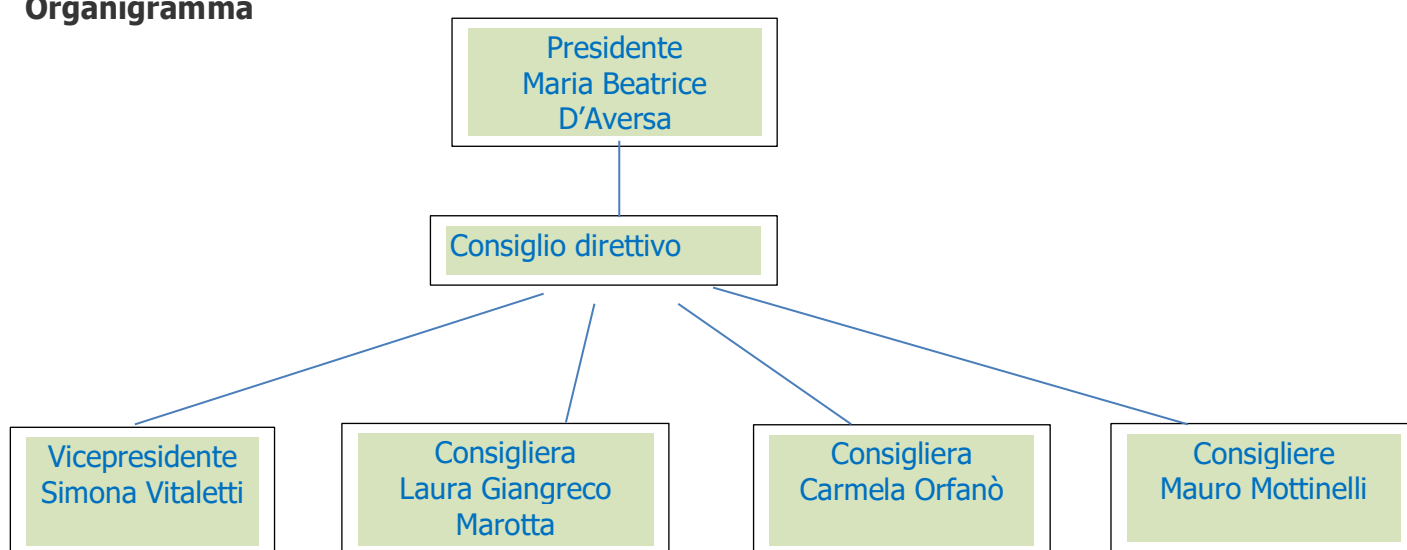 Organigramma
Presidente
Maria Beatrice
D’Aversa
Consiglio direttivo
Vicepresidente
Simona Vitaletti
Consigliera
Laura Giangreco
Marotta
Consigliera
Carmela Orfanò
Consigliere
Mauro Mottinelli